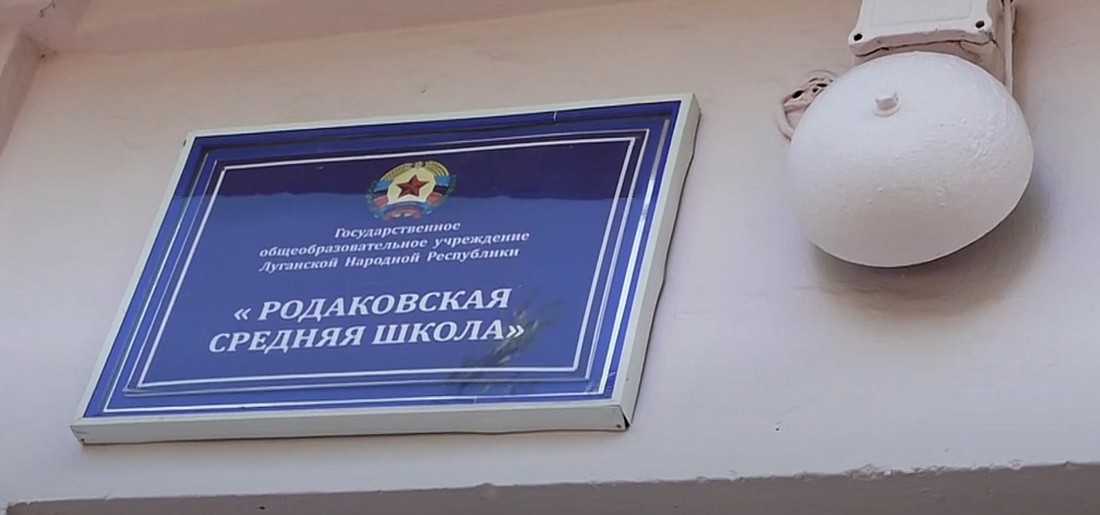 Государственное
общеобразовательное учреждение
Луганской Народной Республики
« РОДАКОВСКАЯ
СРЕДНЯЯ ШКОЛА»